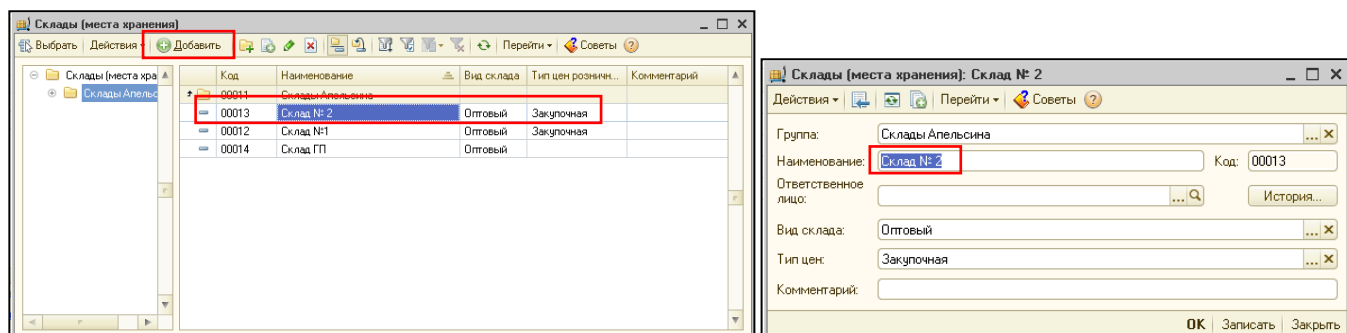 Склады (места хранения)
Выбрать Действия Добавить Перейти Советы
Склады (места хра
Склады Апельс
Код Наименование Вид склада Тип цен розничн... Комментарий
00011 Склады Апельсина
00013 Склад № 2 Оптовый Закупочная
00012 Склад №1 Оптовый Закупочная
00014 Склад ГП Оптовый
Склады (места хранения): Склад № 2
Действия Перейти Советы
Группа: Склады Апельсина
Наименование: Склад № 2 Код: 00013
Ответственное
лицо: История...
Вид склада: Оптовый
Тип цен: Закупочная
Комментарий:
OK Записать Закрыть